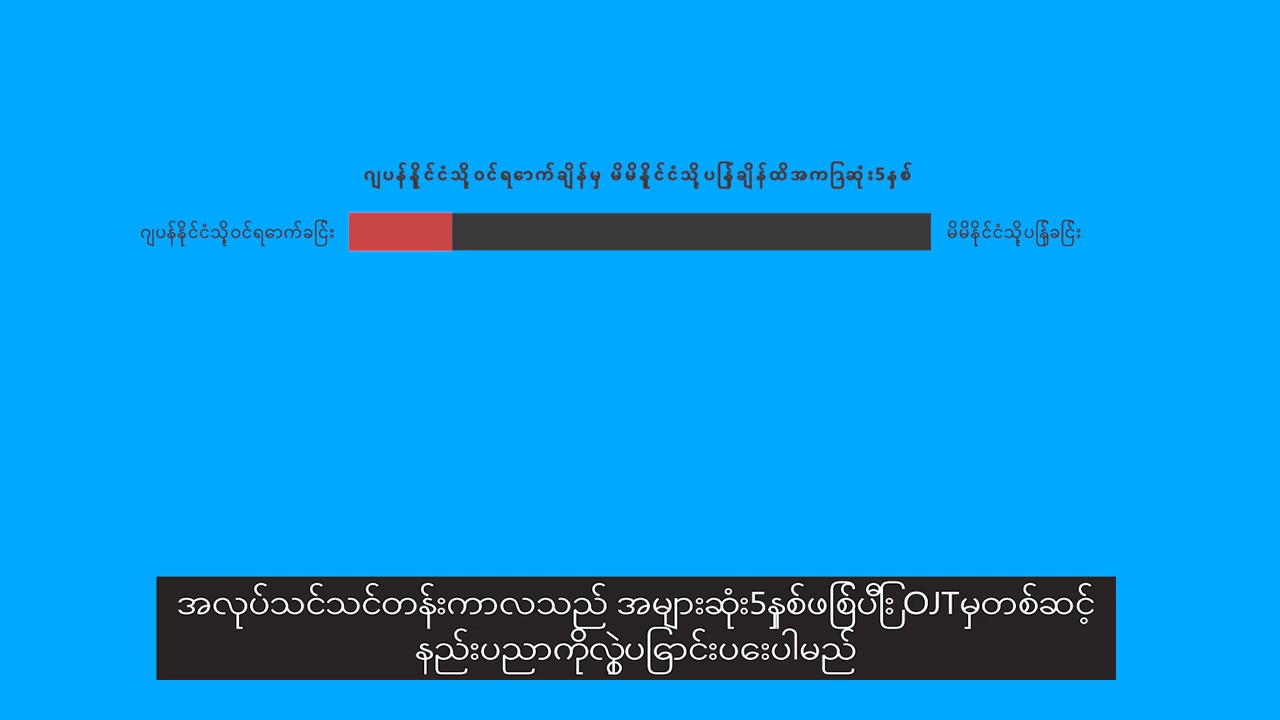 ဂျပန်နိုင်ငံသို့ဝင်ရောက်ချိန်မှ မိမိနိုင်ငံသို့ပြန်ချိန်ထိအကြာဆုံး5နှစ်
ဂျပန်နိုင်ငံသို့ဝင်ရောက်ခြင်း
မိမိနိုင်ငံသို့ပြန်ခြင်း
အလုပ်သင်သင်တန်းကာလသည် အများဆုံး5နှစ်ဖြစ်ပြီး OJTမှတစ်ဆင့်
နည်းပညာကိုလွှဲပြောင်းပေးပါမည်